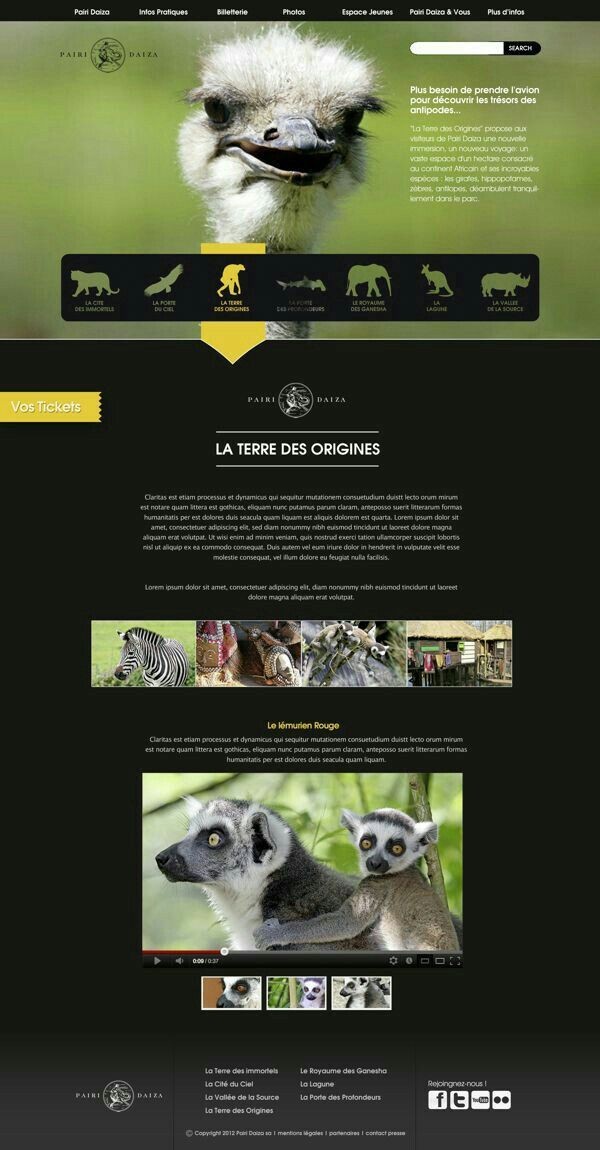 Pairi Daiza Infos Pratiques Billetterie Photos Espace Jeunes Pairi Daiza & Vous Plus d'infos
PAIRI DAIZA
SEARCH
Plus besoin de prendre l'avion
pour découvrir les trésors des
antipodes...
"La Terre des Origines" propose aux
visiteurs de Pairi Daiza une nouvelle
immersion, un nouveau voyage: un
vaste espace d'un hectare consacré
au continent Africain et ses incroyables
espèces : les girafes, hippopotames,
zèbres, antilopes, déambulent tranquil-
lement dans le parc.
LA CITE
DES IMMORTELS
LA PORTE
DU CIEL
LA TERRE
DES ORIGINES
LA PORTE
DES PROFONDEURS
LE ROYAUME
DES GANESHA
LA
LAGUNE
LA VALLEE
DE LA SOURCE
Vos Tickets
PAIRI DAIZA
LA TERRE DES ORIGINES
Claritas est etiam processus et dynamicus qui sequitur mutationem consuetudium duistt lecto orum mirum
est notare quam littera est gothicas, eliquam nunc putamus parum claram, anteposso suerit litterarum formas
humanitatis per est dolores duis seacula quam liquam est aliquis dolorem est quarta. Lorem ipsum dolor sit
amet, consectetuer adipiscing elit, sed diam nonummy nibh euismod tincidunt ut laoreet dolore magna
aliquam erat volutpat. Ut wisi enim ad minim veniam, quis nostrud exerci tation ullamcorper suscipit lobortis
nisl ut aliquip ex ea commodo consequat. Duis autem vel eum iriure dolor in hendrerit in vulputate velit esse
molestie consequat, vel illum dolore eu feugiat nulla facilisis.
Lorem ipsum dolor sit amet, consectetuer adipiscing elit, diam nonummy nibh euismod tincidunt ut laoreet
dolore magna aliquam erat volutpat.
Le lémurien Rouge
Claritas est etiam processus et dynamicus qui sequitur mutationem consuetudium duistt lecto orum mirum
est notare quam littera est gothicas, eliquam nunc putamus parum claram, anteposso suerit litterarum formas
humanitatis per est dolores duis seacula quam liquam.
0:09 / 0:37
PAIRI DAIZA
La Terre des immortels
La Cité du Ciel
La Vallée de la Source
La Terre des Origines
Le Royaume des Ganesha
La Lagune
La Porte des Profondeurs
Rejoingnez-nous !
f t You Tube
© Copyright 2012 Pairi Daiza sa I mentions légales I partenaires I contact presse